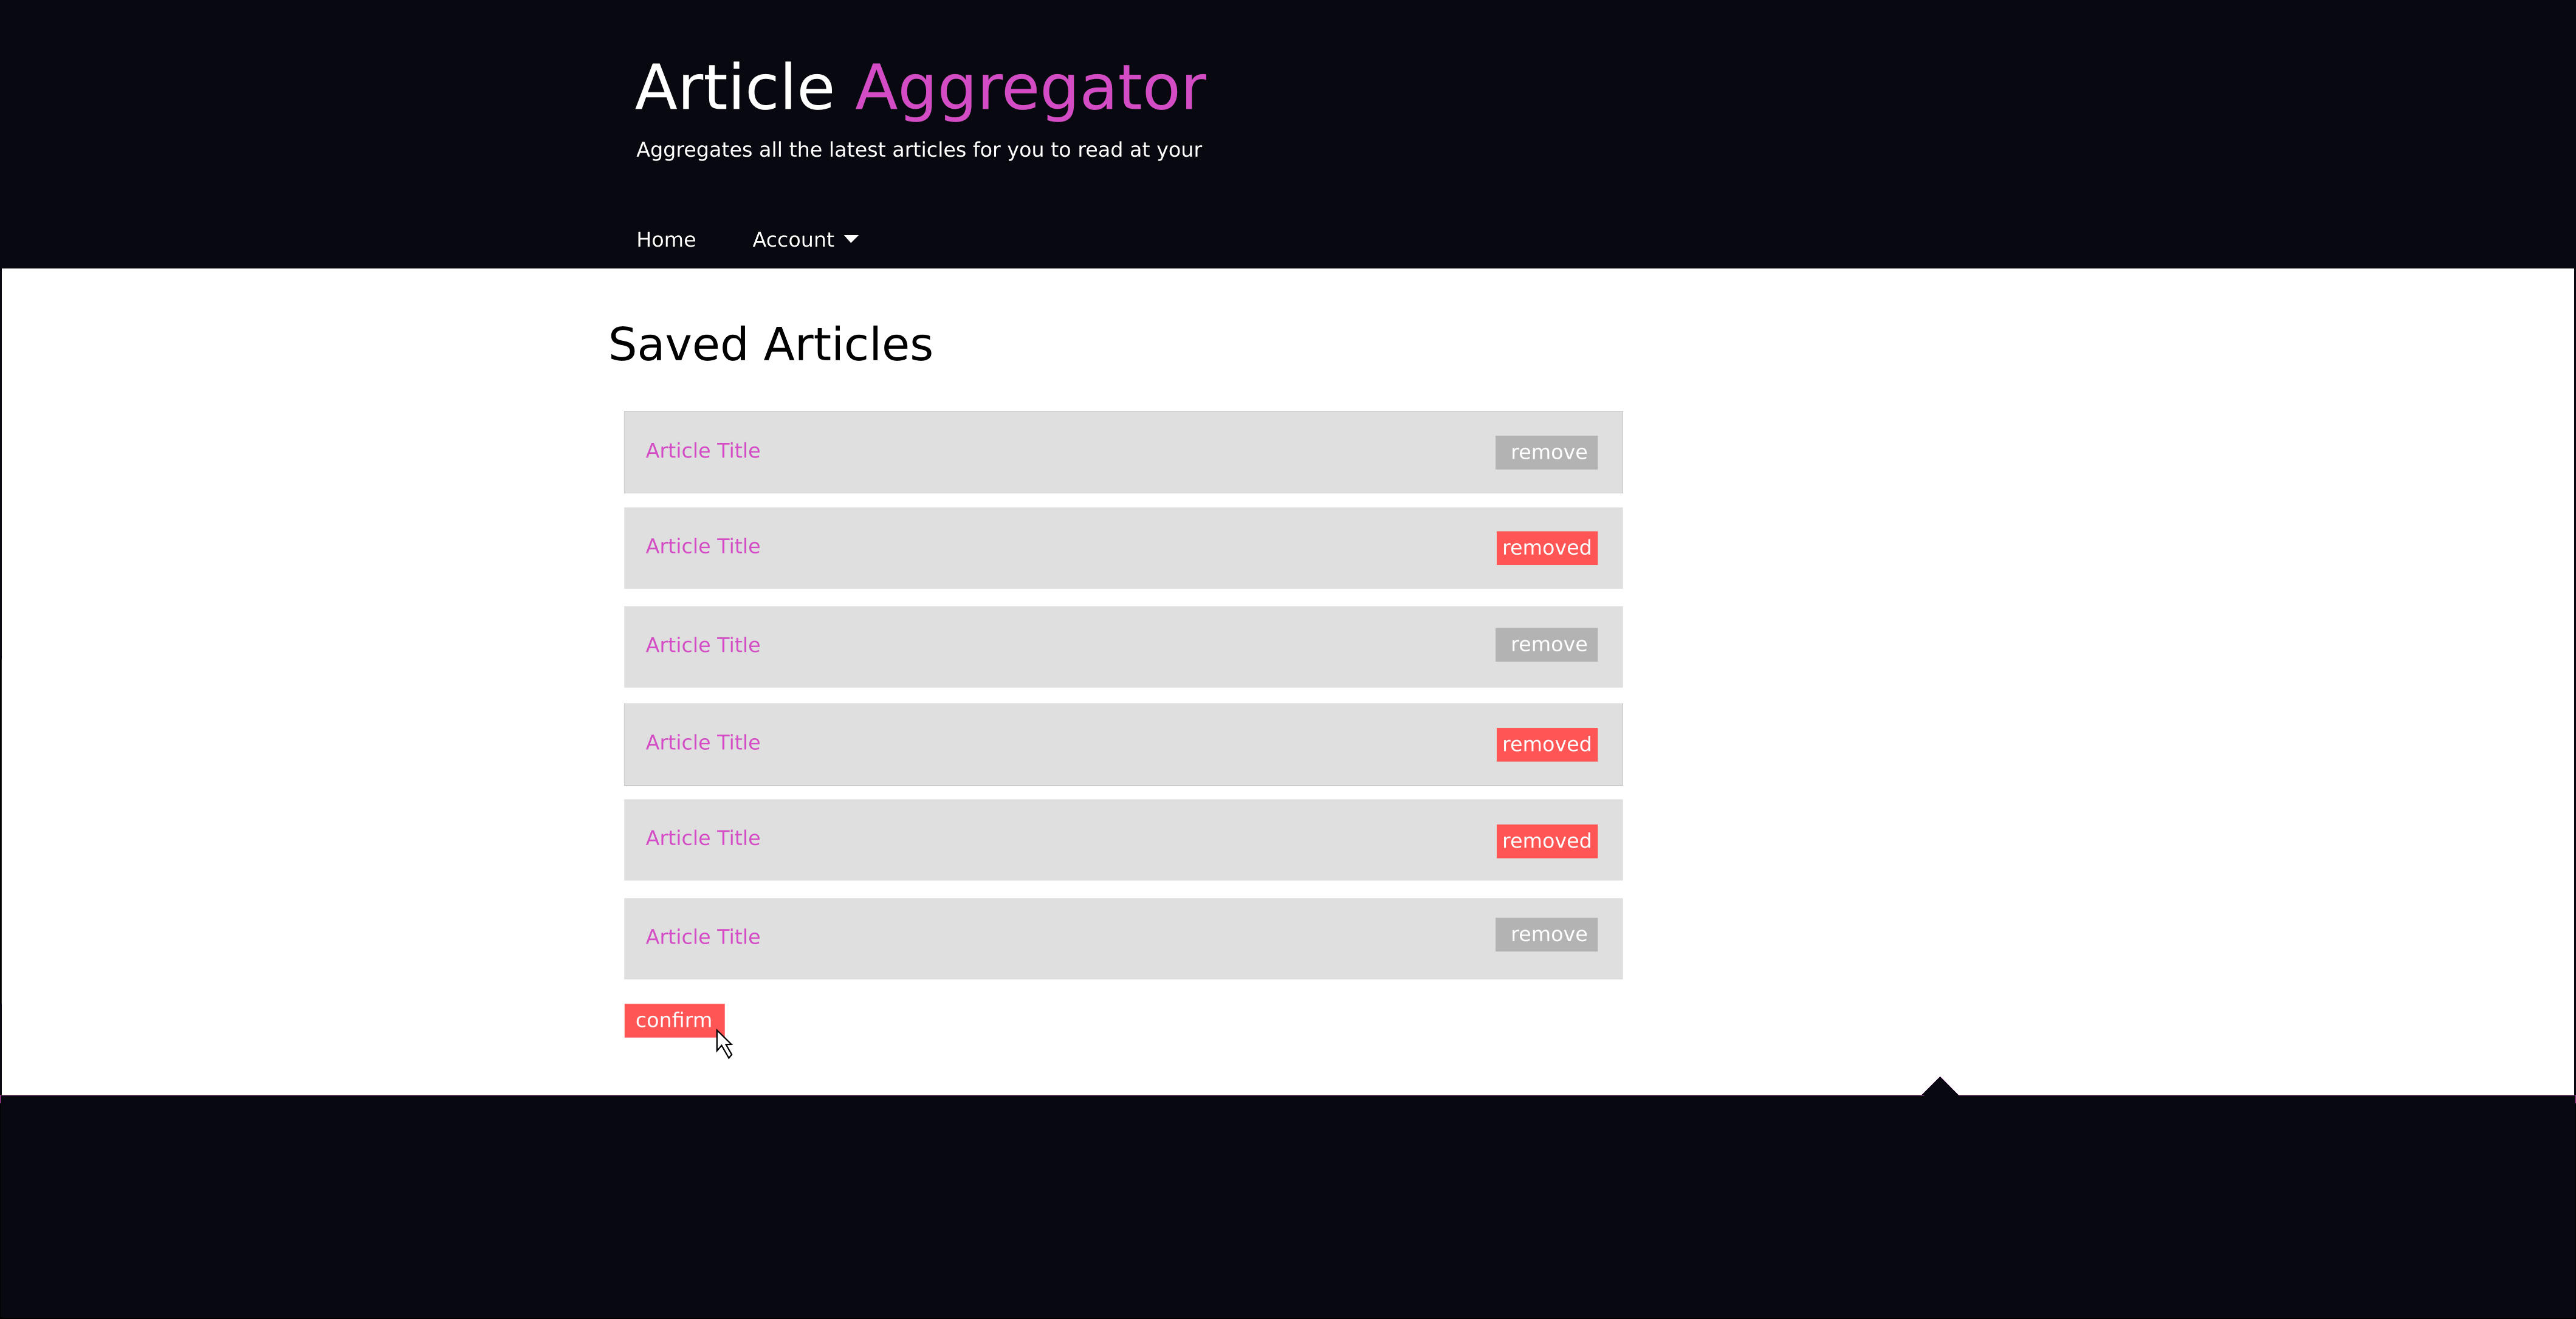 Article Aggregator
Aggregates all the latest articles for you to read at your
Home Account
Saved Articles
Article Title remove
Article Title removed
Article Title remove
Article Title removed
Article Title removed
Article Title remove
confirm